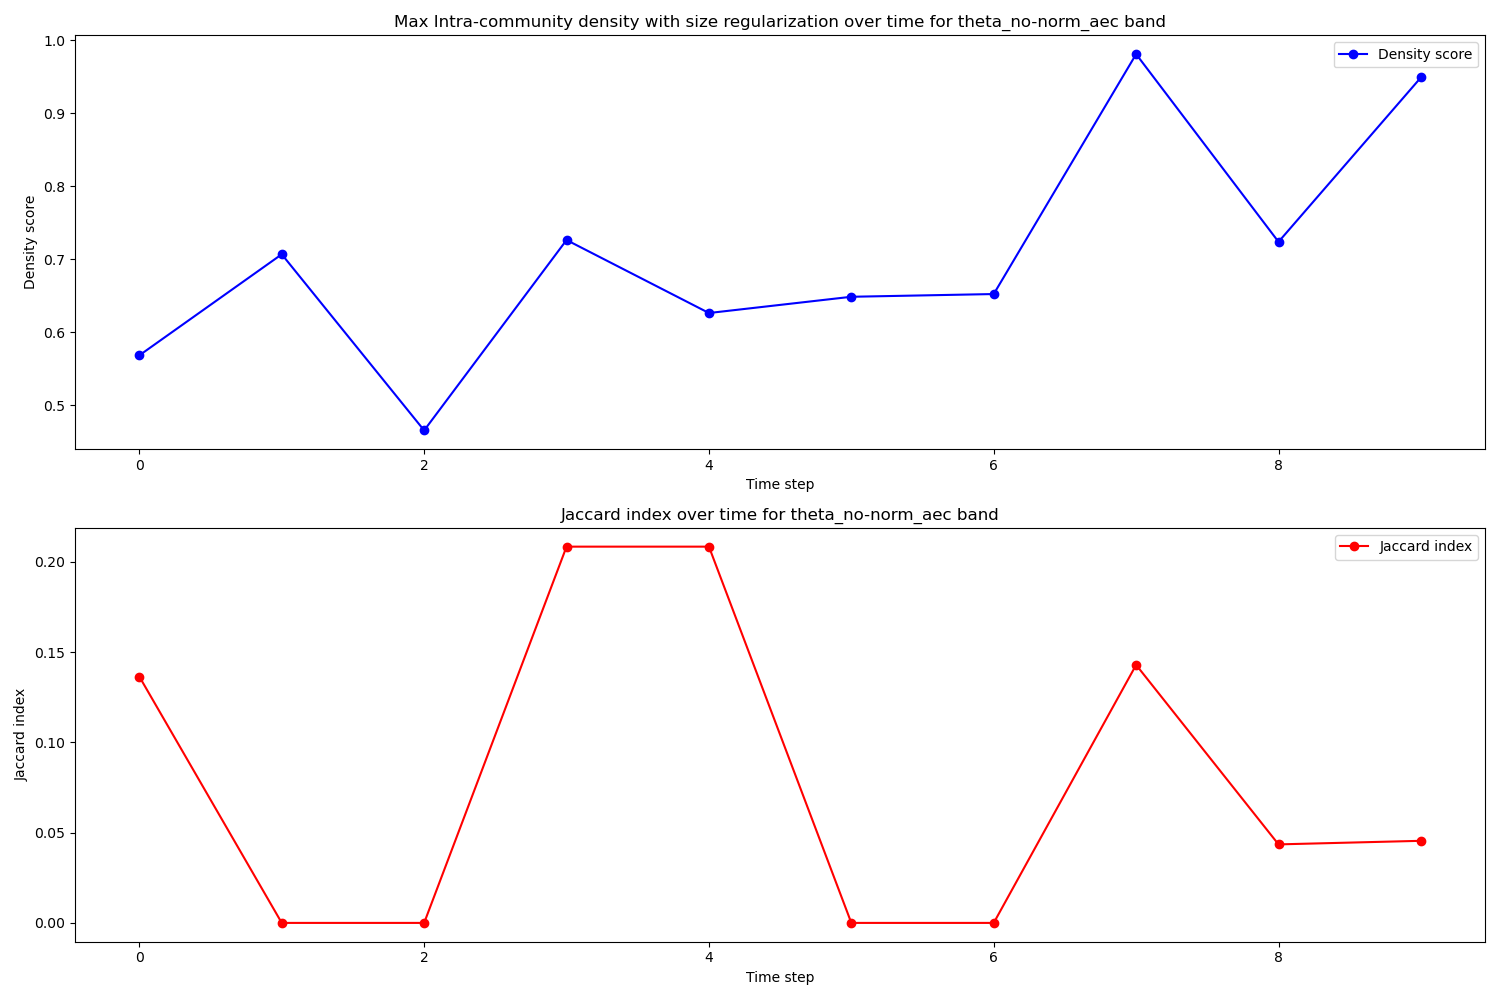 Max Intra-community density with size regularization over time for theta_no-norm_aec band
1.0
0.9
0.8
0.7
0.6
0.5
Density score
Density score
0
2
4
6
8
Time step
Jaccard index over time for theta_no-norm_aec band
0.20
0.15
0.10
0.05
0.00
Jaccard index
Jaccard index
0
2
4
6
8
Time step